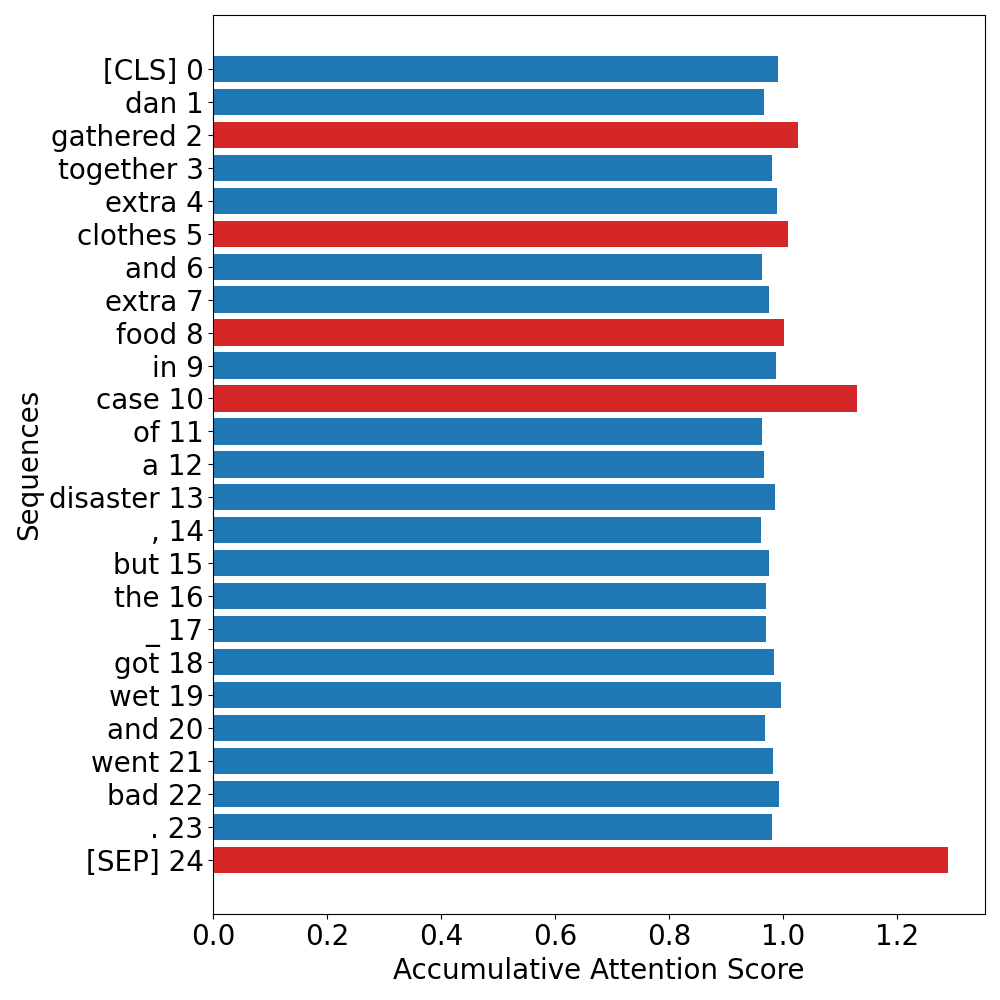 [CLS] 0
dan 1
gathered 2
together 3
extra 4
clothes 5
and 6
extra 7
food 8
in 9
case 10
of 11
a 12
disaster 13
, 14
but 15
the 16
_ 17
got 18
wet 19
and 20
went 21
bad 22
. 23
[SEP] 24
Sequences
0.0 0.2 0.4 0.6 0.8 1.0 1.2
Accumulative Attention Score